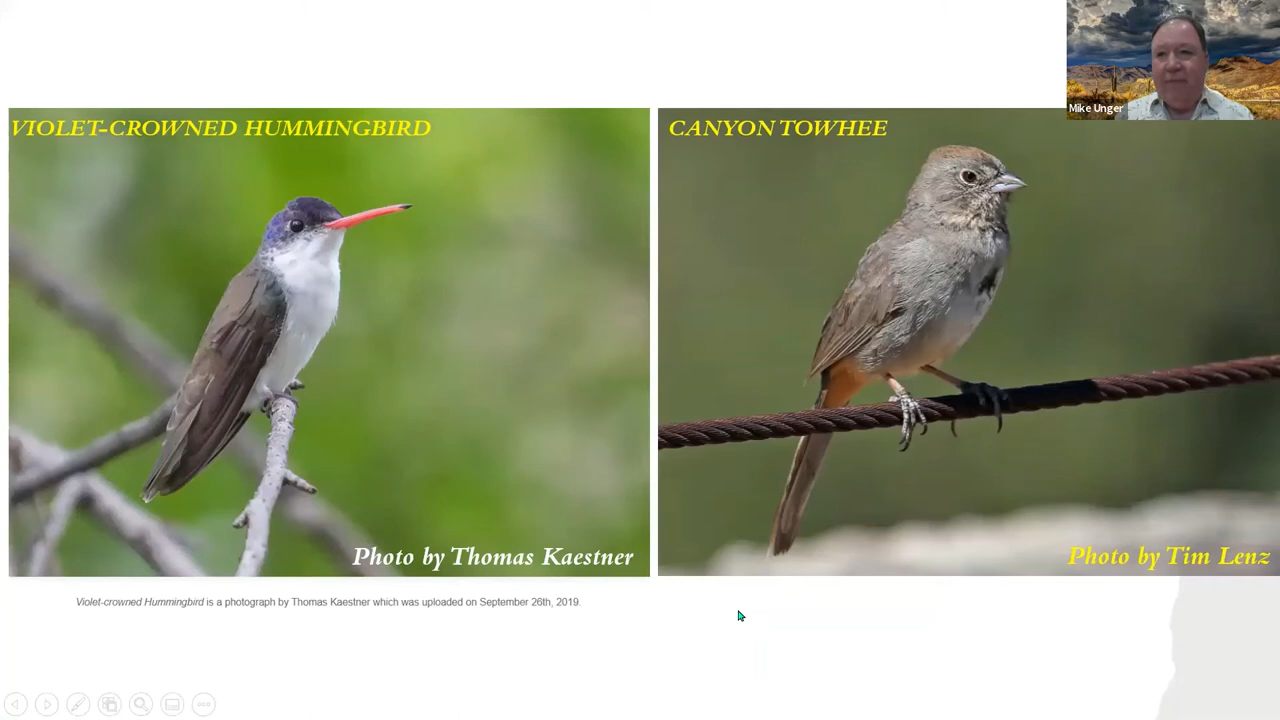 Mike Unger
VIOLET-CROWNED HUMMINGBIRD
CANYON TOWHEE
Photo by Thomas Kaestner
Photo by Tim Lenz
Violet-crowned Hummingbird is a photograph by Thomas Kaestner which was uploaded on September 26th, 2019.